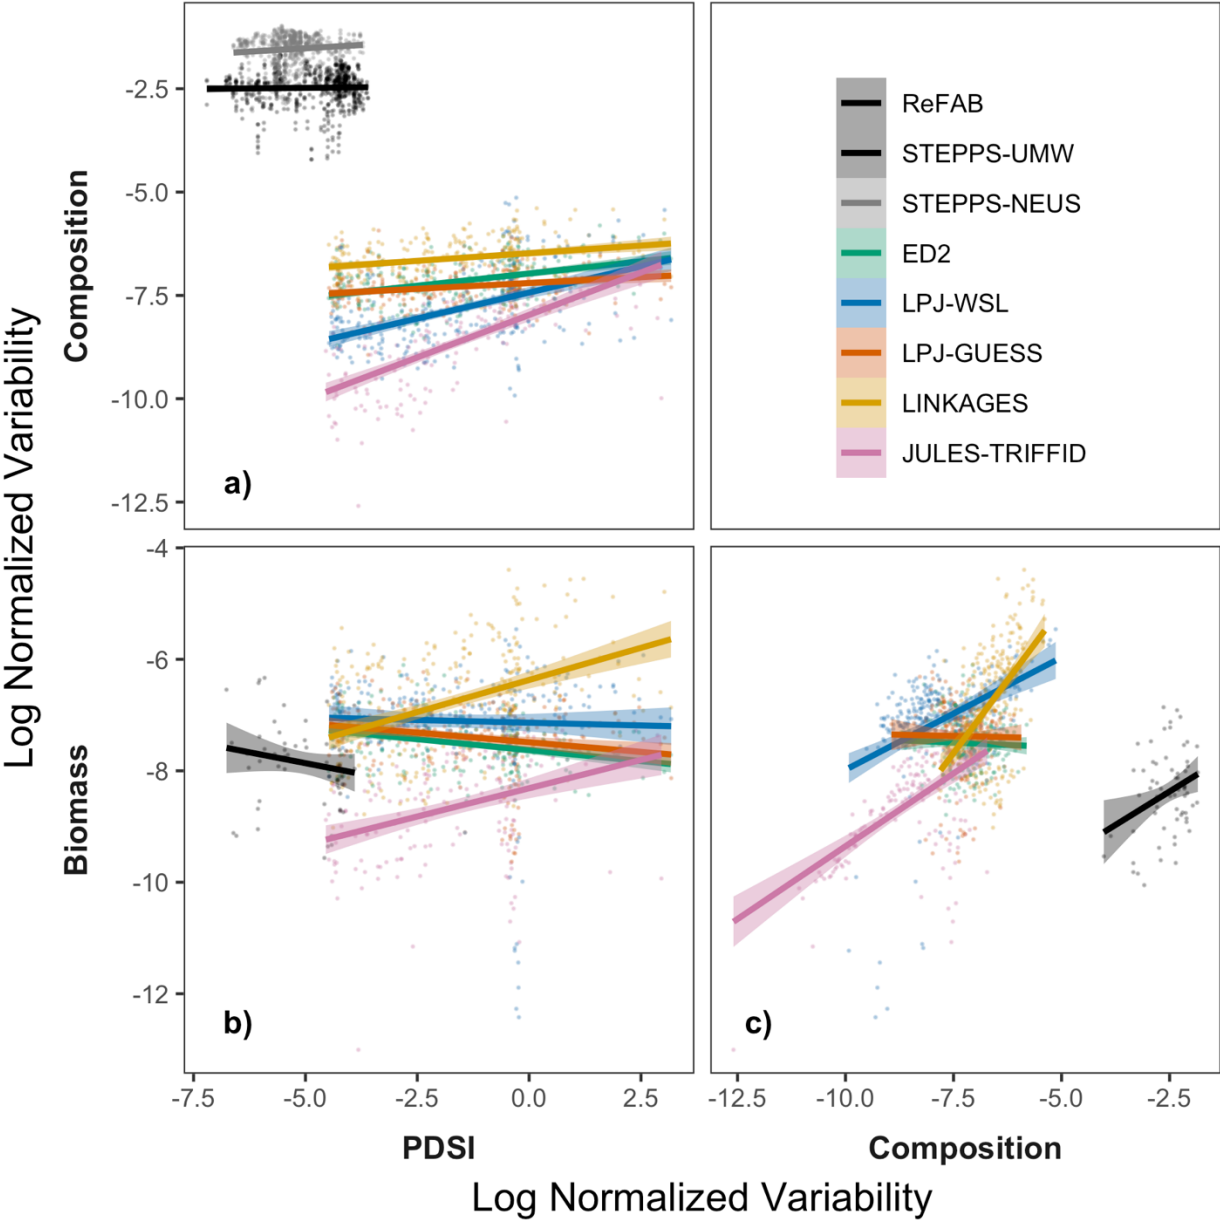 Log Normalized Variability
Composition
-2.5
-5.0
-7.5
-10.0
-12.5
a)
ReFAB
STEPPS-UMW
STEPPS-NEUS
ED2
LPJ-WSL
LPJ-GUESS
LINKAGES
JULES-TRIFFID
Biomass
-4
-6
-8
-10
-12
b)
c)
-7.5 -5.0 -2.5 0.0 2.5
-12.5 -10.0 -7.5 -5.0 -2.5
PDSI
Composition
Log Normalized Variability